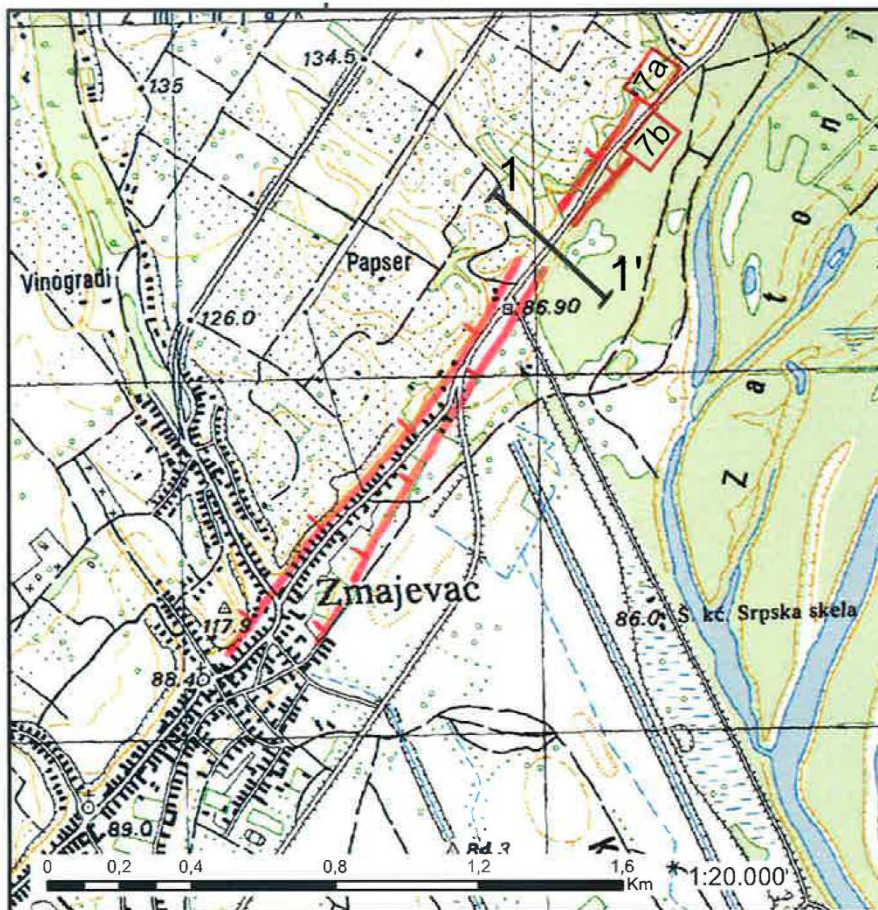 134.5
135
7a
7b
1
1'
Vinogradi
Papser
86.90
126.0
Z a t o n j
Zmajevac
117.9
86.0
S. kć. Srpska skela
88.4
89.0
K
0 0,2 0,4 0,8 1,2 1,6 Km
1:20.000